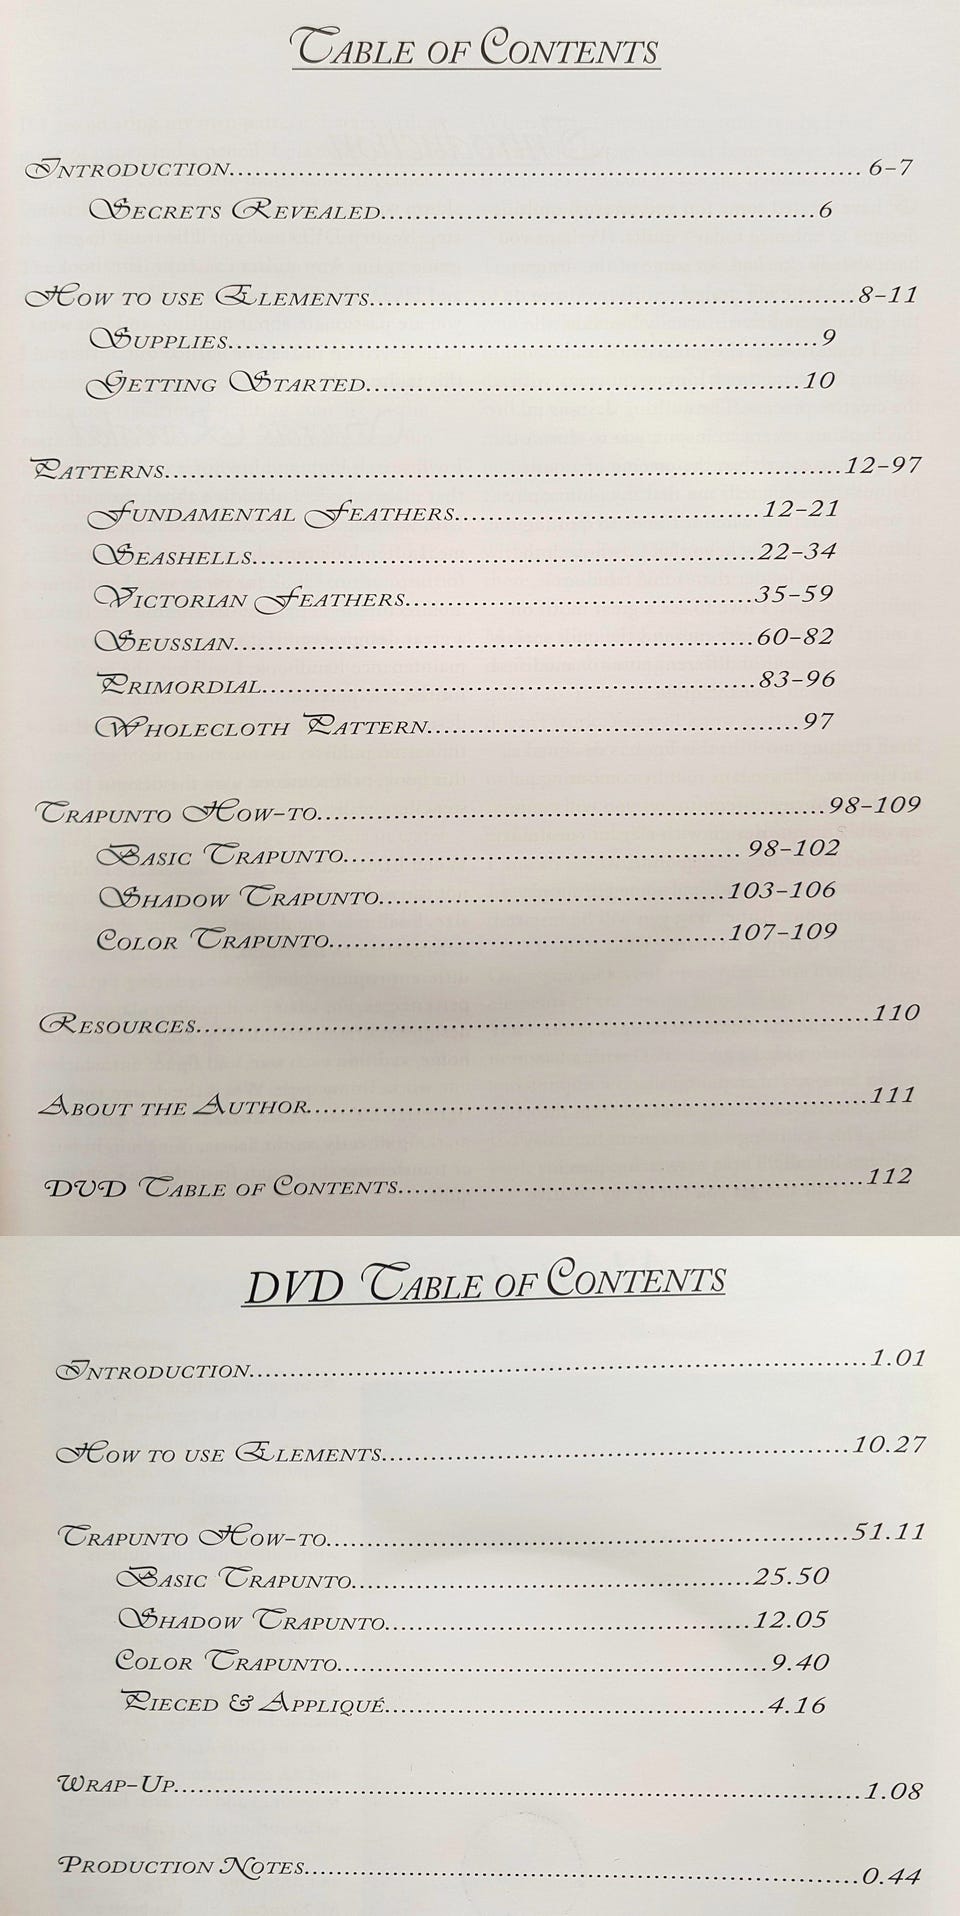 Table of Contents
Introduction 6-7
Secrets Revealed 6
How to use Elements 8-11
Supplies 9
Getting Started 10
Patterns 12-97
Fundamental Feathers 12-21
Seashells 22-34
Victorian Feathers 35-59
Seussian 60-82
Primordial 83-96
Wholecloth Pattern 97
Trapunto How-to 98-109
Basic Trapunto 98-102
Shadow Trapunto 103-106
Color Trapunto 107-109
Resources 110
About the Author 111
DVD Table of Contents 112
DVD Table of Contents
Introduction 1.01
How to use Elements 10.27
Trapunto How-to 51.11
Basic Trapunto 25.50
Shadow Trapunto 12.05
Color Trapunto 9.40
Pieced & Appliqué 4.16
Wrap-Up 1.08
Production Notes 0.44